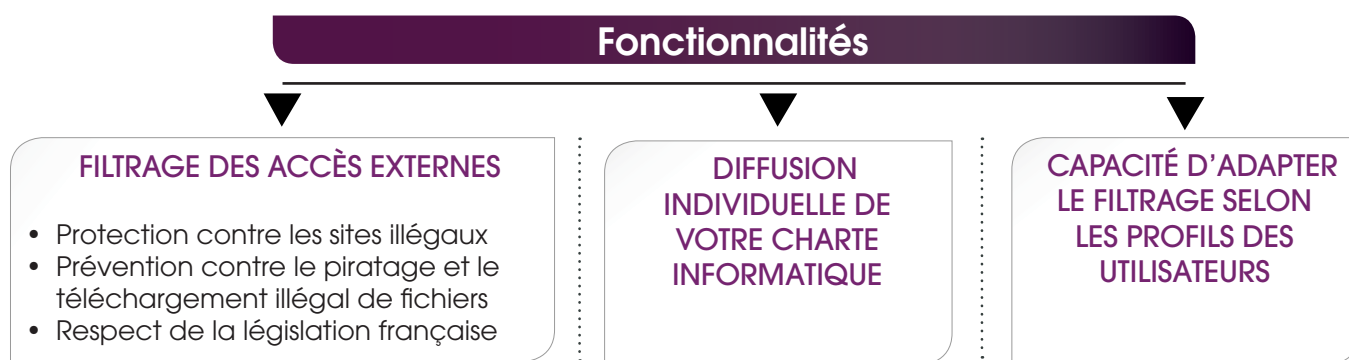 Fonctionnalités
FILTRAGE DES ACCÈS EXTERNES
• Protection contre les sites illégaux
• Prévention contre le piratage et le
téléchargement illégal de fichiers
• Respect de la législation française
DIFFUSION
INDIVIDUELLE DE
VOTRE CHARTE
INFORMATIQUE
CAPACITÉ D’ADAPTER
LE FILTRAGE SELON
LES PROFILS DES
UTILISATEURS